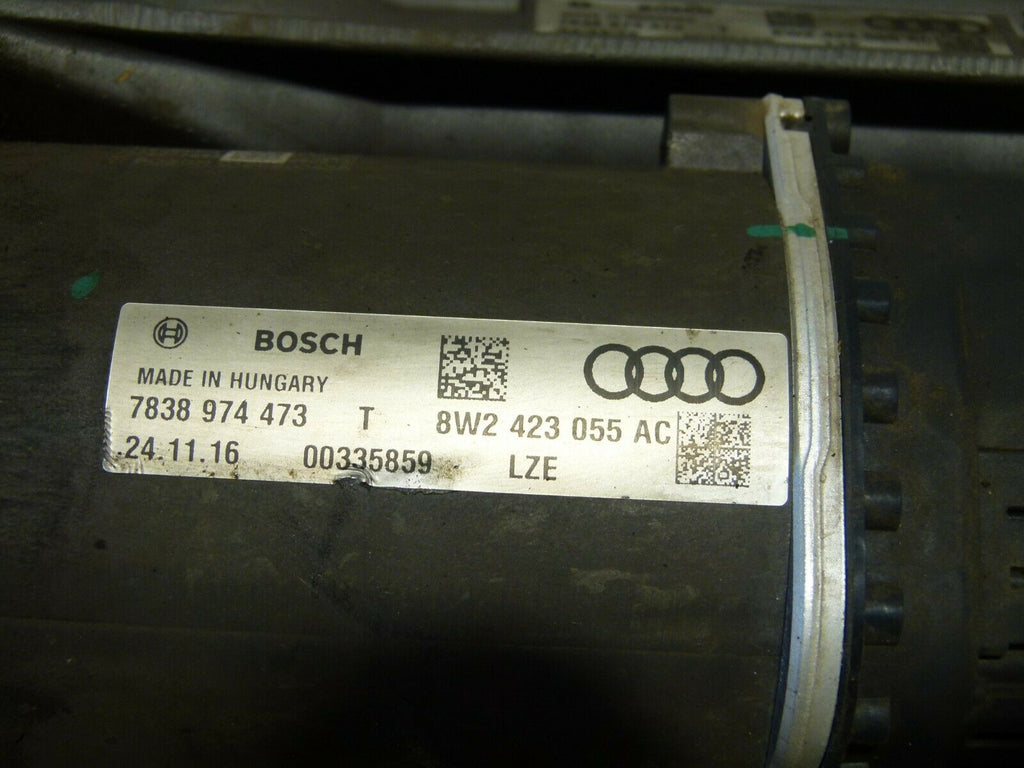 BOSCH
MADE IN HUNGARY
7838 974 473 T 8W2 423 055 AC
24.11.16 00335859 LZE